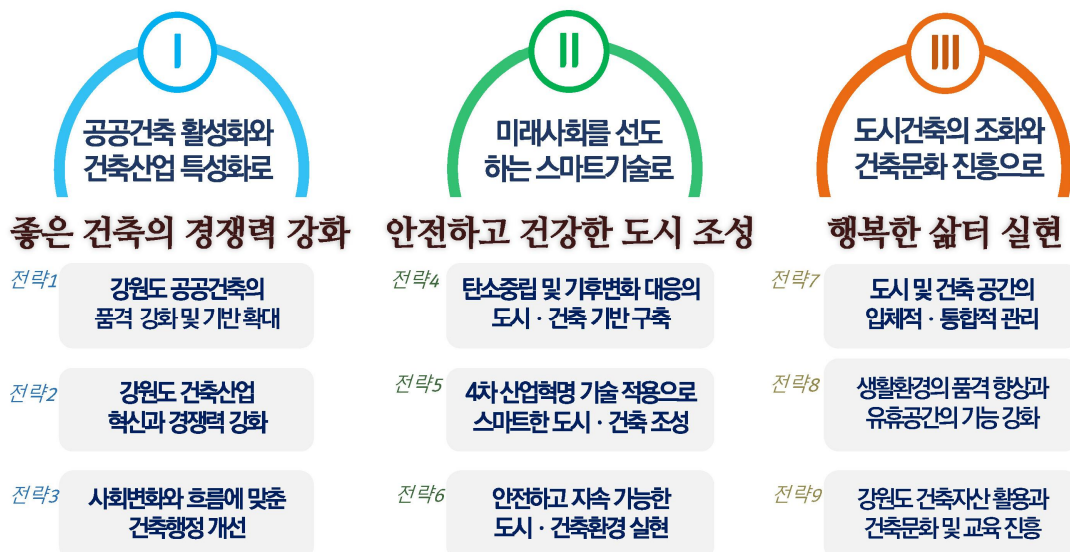 I
공공건축 활성화와
건축산업 특성화로
좋은 건축의 경쟁력 강화
전략1
강원도 공공건축의
품격 강화 및 기반 확대
전략2
강원도 건축산업
혁신과 경쟁력 강화
전략3
사회변화와 흐름에 맞춘
건축행정 개선
II
미래사회를 선도
하는 스마트기술로
안전하고 건강한 도시 조성
전략4
탄소중립 및 기후변화 대응의
도시 · 건축 기반 구축
전략5
4차 산업혁명 기술 적용으로
스마트한 도시 · 건축 조성
전략6
안전하고 지속 가능한
도시 · 건축환경 실현
III
도시건축의 조화와
건축문화 진흥으로
행복한 삶터 실현
전략7
도시 및 건축 공간의
입체적 · 통합적 관리
전략8
생활환경의 품격 향상과
유휴공간의 기능 강화
전략9
강원도 건축자산 활용과
건축문화 및 교육 진흥